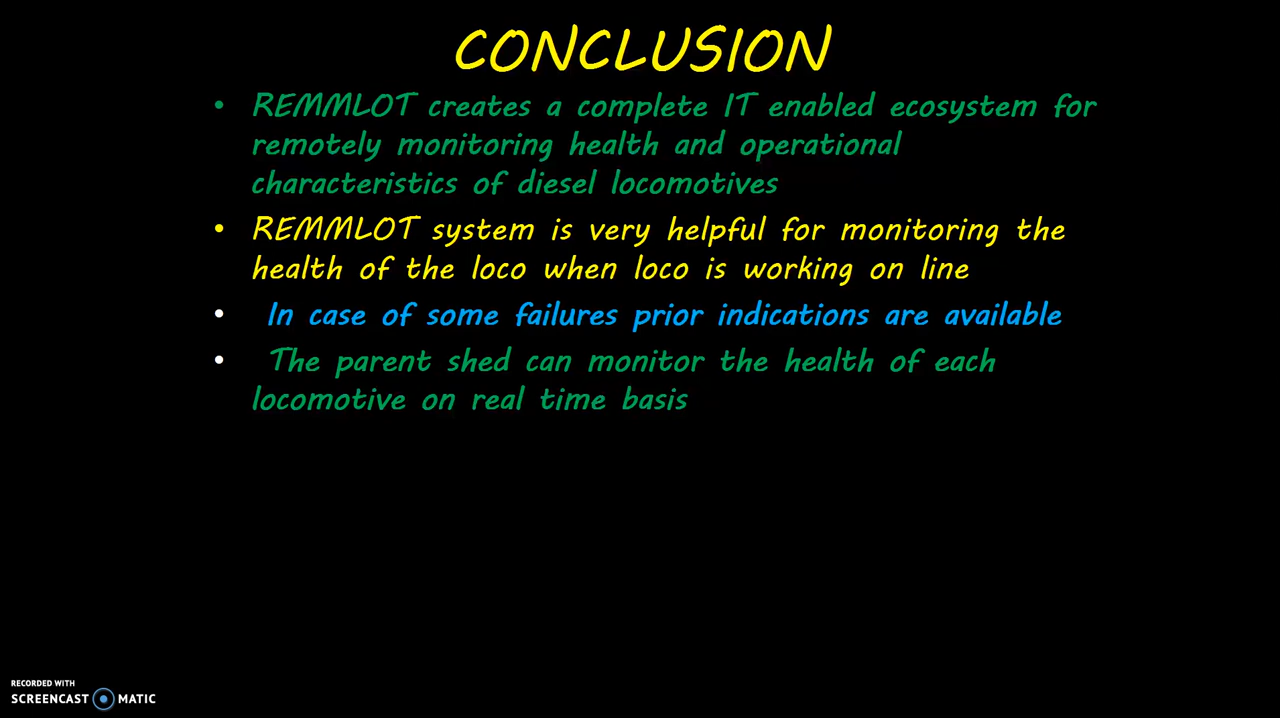 CONCLUSION
• REMMLOT creates a complete IT enabled ecosystem for
remotely monitoring health and operational
characteristics of diesel locomotives
• REMMLOT system is very helpful for monitoring the
health of the loco when loco is working on line
• In case of some failures prior indications are available
• The parent shed can monitor the health of each
locomotive on real time basis
RECORDED WITH
SCREENCAST MATIC